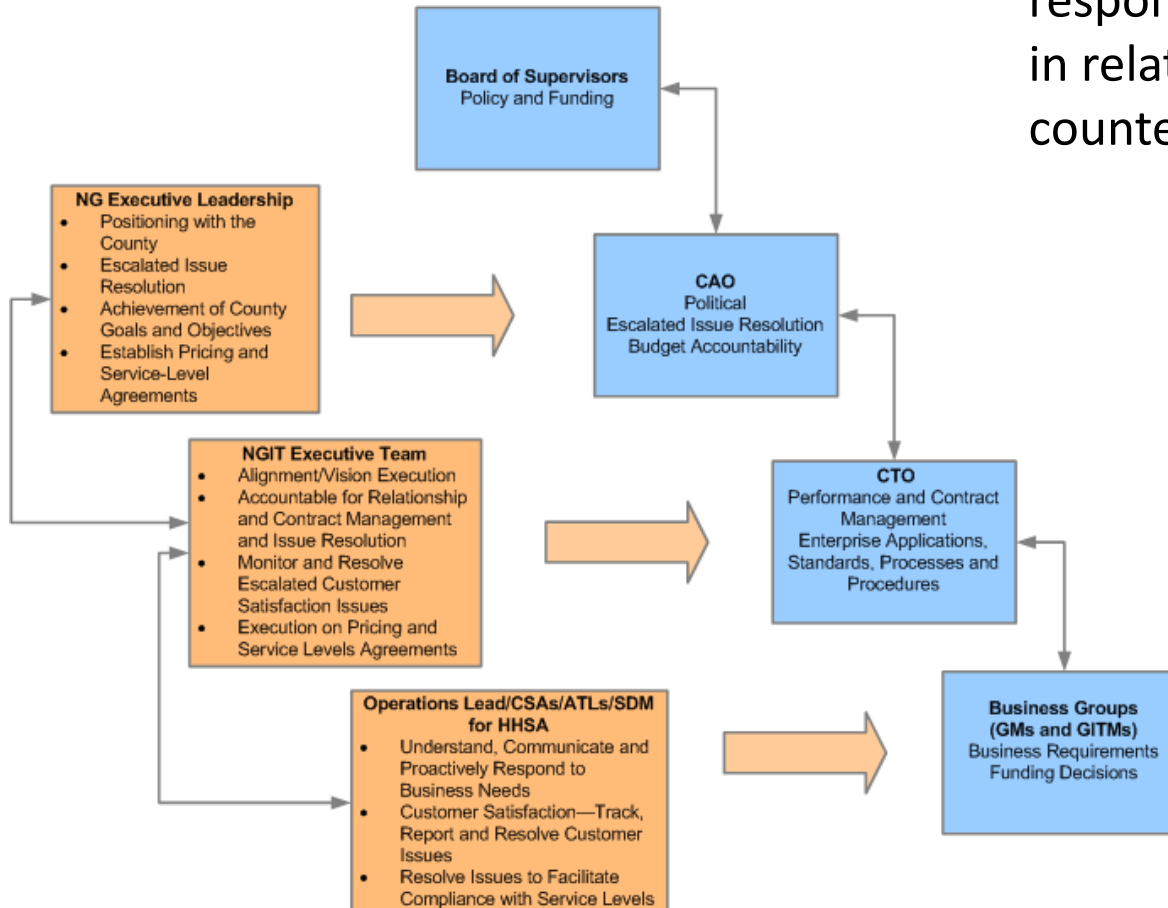 in relat
counte
Board of Supervisors
Policy and Funding
NG Executive Leadership
• Positioning with the
County
• Escalated Issue
Resolution
• Achievement of County
Goals and Objectives
• Establish Pricing and
Service-Level
Agreements
CAO
Political
Escalated Issue Resolution
Budget Accountability
NGIT Executive Team
• Alignment/Vision Execution
• Accountable for Relationship
and Contract Management
and Issue Resolution
• Monitor and Resolve
Escalated Customer
Satisfaction Issues
• Execution on Pricing and
Service Levels Agreements
CTO
Performance and Contract
Management
Enterprise Applications,
Standards, Processes and
Procedures
Operations Lead/CSAs/ATLs/SDM
for HHSA
• Understand, Communicate and
Proactively Respond to
Business Needs
• Customer Satisfaction—Track,
Report and Resolve Customer
Issues
• Resolve Issues to Facilitate
Compliance with Service Levels
Business Groups
(GMs and GITMs)
Business Requirements
Funding Decisions